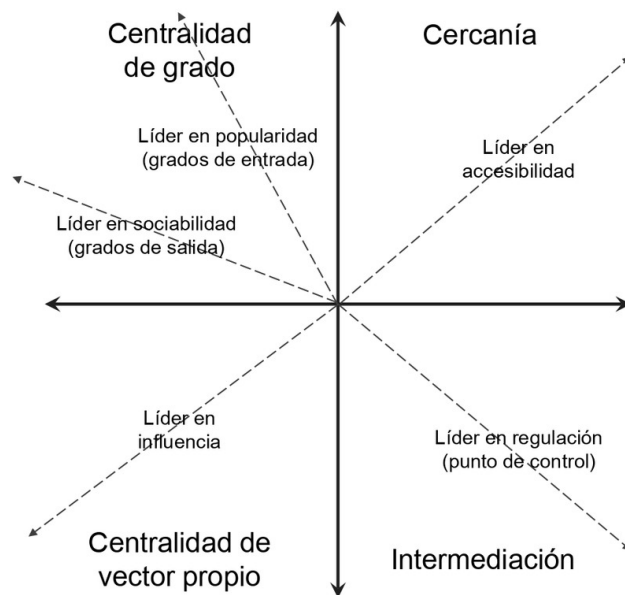 Centralidad
de grado
Cercanía
Líder en popularidad
(grados de entrada)
Líder en
accesibilidad
Líder en sociabilidad
(grados de salida)
Líder en
influencia
Líder en regulación
(punto de control)
Centralidad de
vector propio
Intermediación